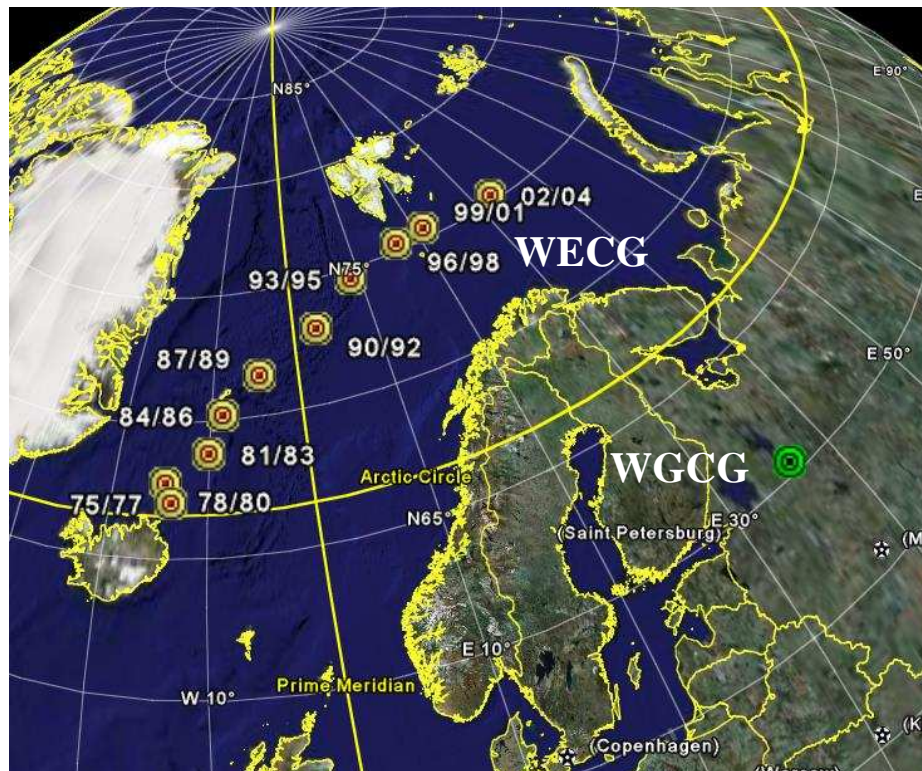 E 90°
N85°
E
02/04
99/01
WECG
96/98
93/95
N75°
90/92
87/89
E 50°
84/86
81/83
WGCG
Arctic Circle
75/77
78/80
N65°
E 30°
(Saint Petersburg)
(M
E 10°
Prime Meridian
W 10°
(K
(Copenhagen)